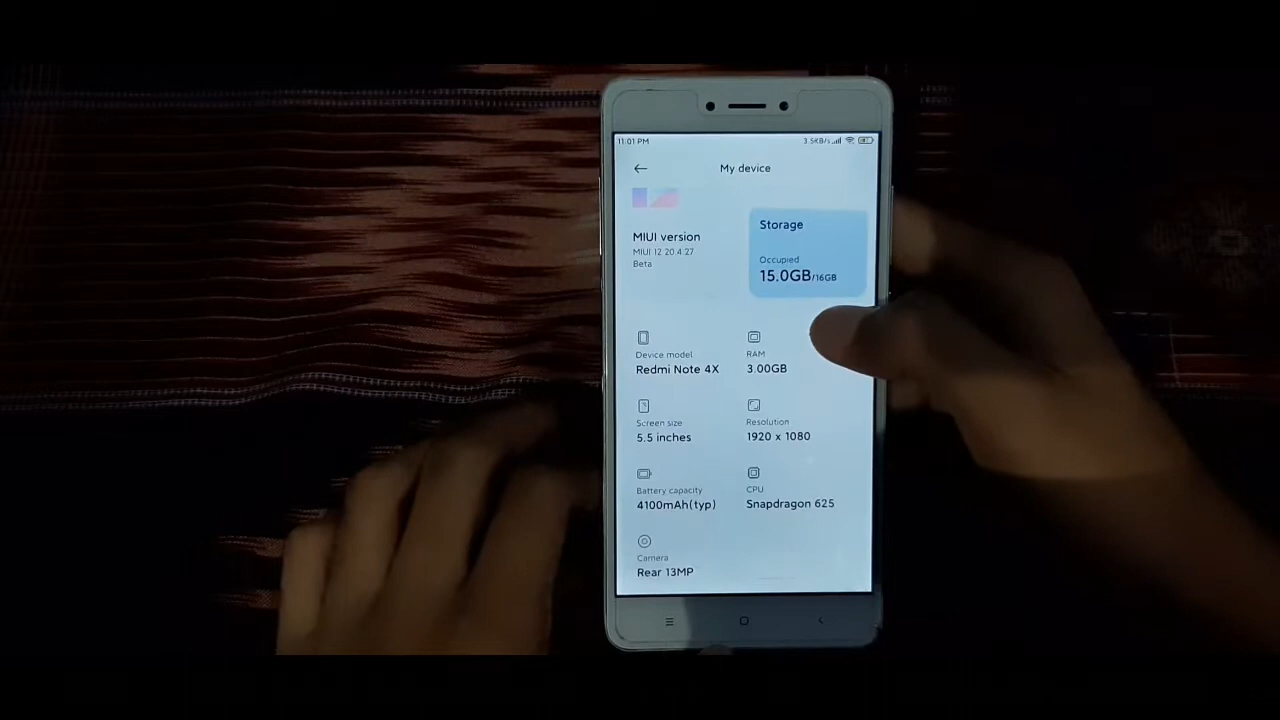 11:01 PM
3.5KB/s
My device
MIUI version
MIUI 12 20.4.27
Beta
Storage
Occupied
15.0GB/16GB
Device model
Redmi Note 4X
RAM
3.00GB
Screen size
5.5 inches
Resolution
1920 x 1080
Battery capacity
4100mAh(typ)
CPU
Snapdragon 625
Camera
Rear 13MP